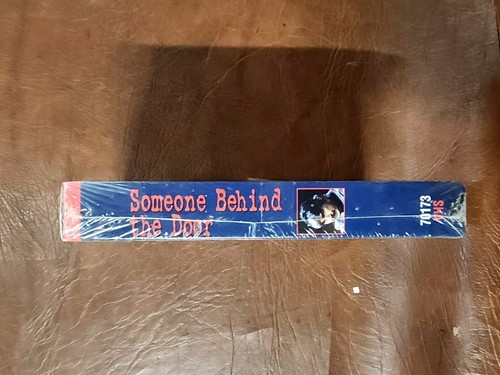 Someone Behind
the Door
70173
VHS